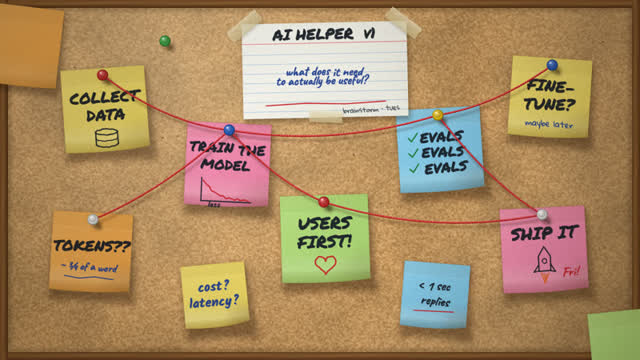 AI HELPER v1
what does it need
to actually be useful?
brainstorm - tues
COLLECT
DATA
FINE-
TUNE?
maybe later
TRAIN THE
MODEL
loss
EVALS
EVALS
EVALS
TOKENS??
~ ¾ of a word
USERS
FIRST!
SHIP IT
Fri!
cost?
latency?
< 1 sec
replies